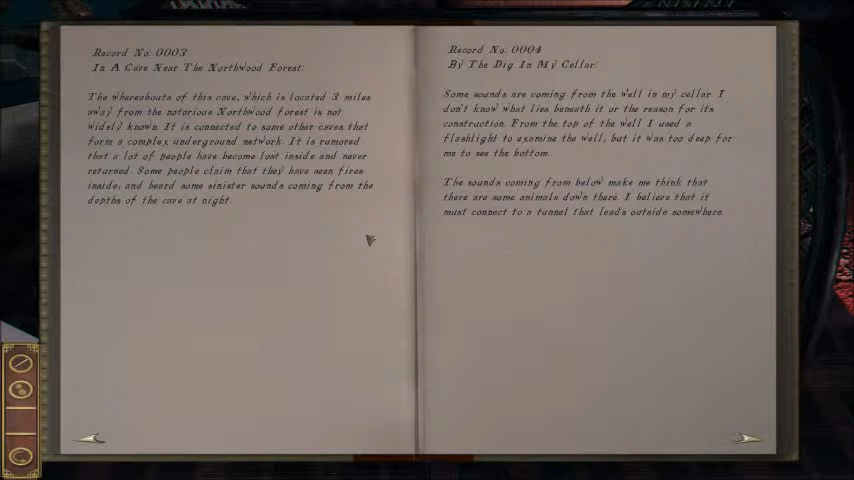 Record No. 0003
In A Cave Near The Northwood Forest:
The whereabouts of this cave, which is located 3 miles
away from the notorious Northwood forest is not
widely known. It is connected to some other caves that
form a complex underground network. It is rumored
that a lot of people have become lost inside and never
returned. Some people claim that they have seen fires
inside, and heard some sinister sounds coming from the
depths of the cave at night.
Record No. 0004
By The Dig In My Cellar:
Some sounds are coming from the well in my cellar. I
don't know what lies beneath it or the reason for its
construction. From the top of the well I used a
flashlight to examine the well, but it was too deep for
me to see the bottom.
The sounds coming from below make me think that
there are some animals down there. I believe that it
must connect to a tunnel that leads outside somewhere.